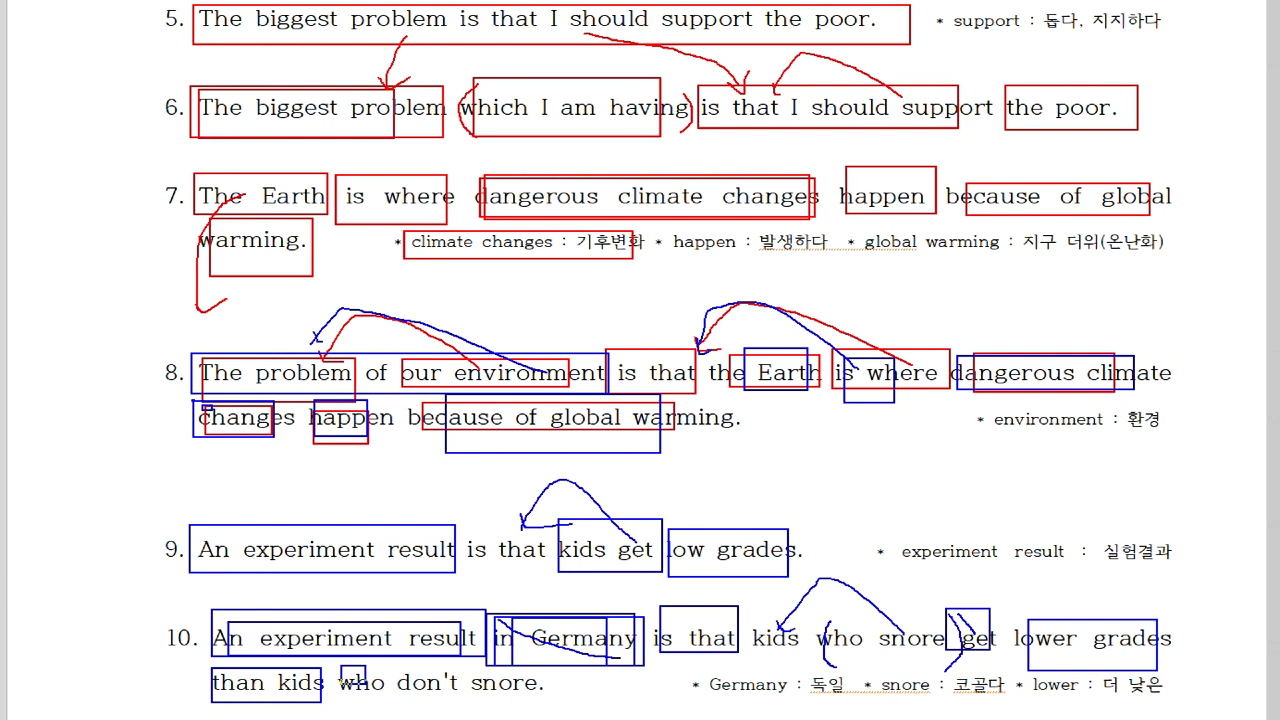 5. The biggest problem is that I should support the poor. * support : 돕다, 지지하다
6. The biggest problem which I am having is that I should support the poor.
7. The Earth is where dangerous climate changes happen because of global
warming. * climate changes : 기후변화 * happen : 발생하다 * global warming : 지구 더위(온난화)
8. The problem of our environment is that the Earth is where dangerous climate
changes happen because of global warming. * environment : 환경
9. An experiment result is that kids get low grades. * experiment result : 실험결과
10. An experiment result in Germany is that kids who snore get lower grades
than kids who don't snore. * Germany : 독일 * snore : 코골다 * lower : 더 낮은